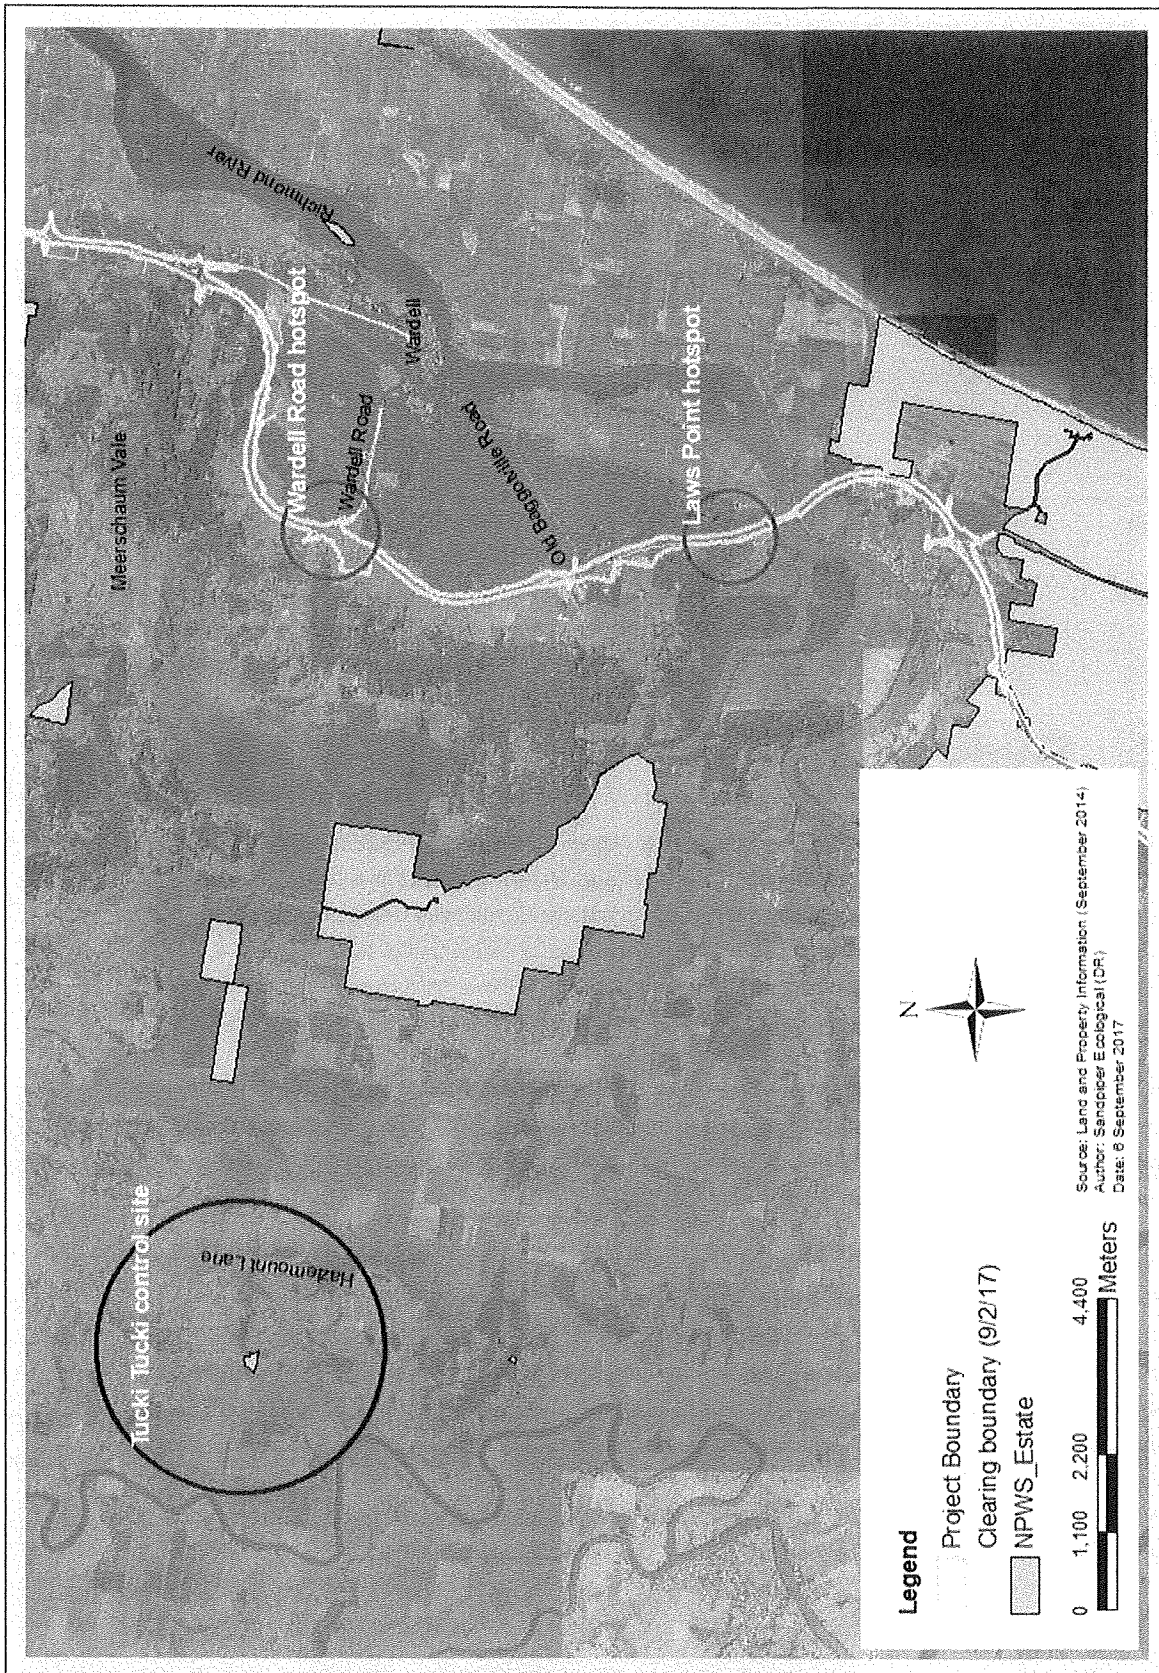 Tucki Tucki control site
Hazlemount Lane
Meerschaum Vale
Richmond River
Wardell Road hotspot
Wardell Road
Wardell
Old Bagotville Road
Laws Point hotspot
N
Legend
Project Boundary
Clearing boundary (9/2/17)
NPWS_Estate
0 1,100 2,200 4,400
Meters
Source: Land and Property Information (September 2014)
Author: Sandpiper Ecological (DR)
Date: 6 September 2017